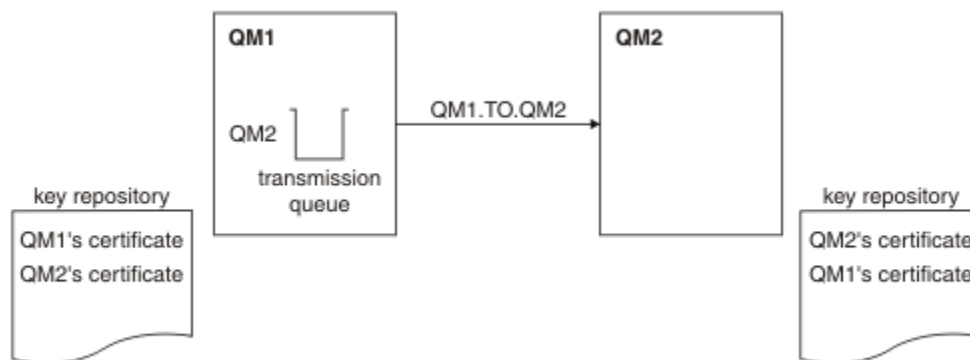 QM1
QM2
QM1.TO.QM2
QM2
transmission
queue
key repository
QM1's certificate
QM2's certificate
key repository
QM2's certificate
QM1's certificate